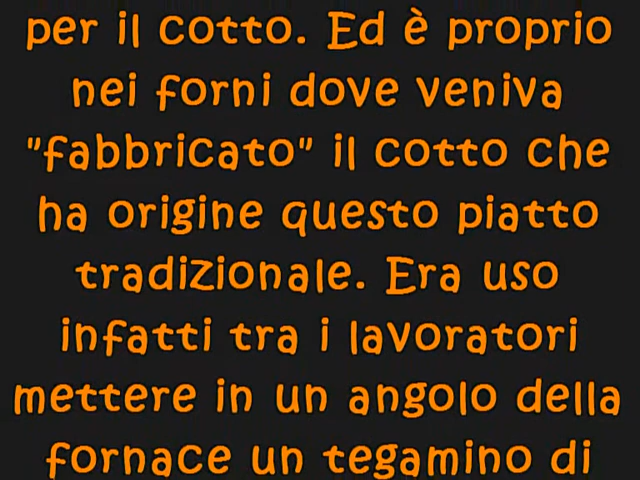 per il cotto. Ed è proprio
nei forni dove veniva
"fabbricato" il cotto che
ha origine questo piatto
tradizionale. Era uso
infatti tra i lavoratori
mettere in un angolo della
fornace un tegamino di